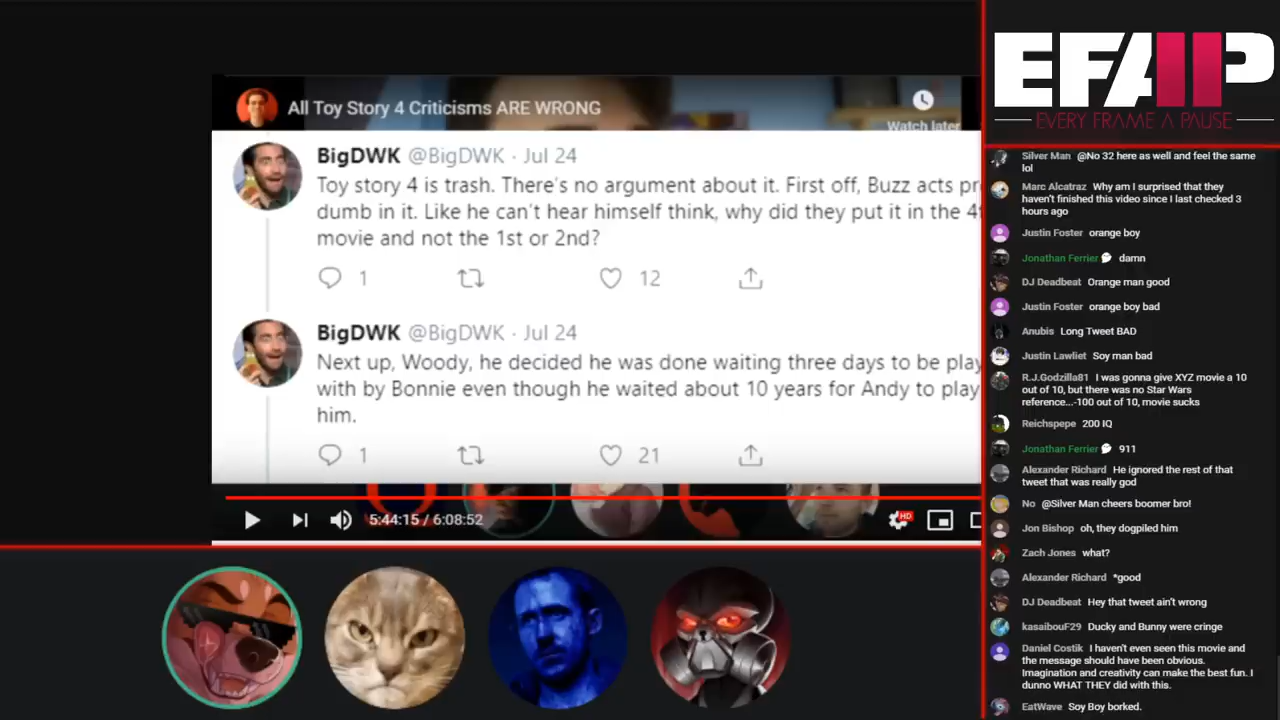 All Toy Story 4 Criticisms ARE WRONG
Watch later
BigDWK @BigDWK · Jul 24
Toy story 4 is trash. There's no argument about it. First off, Buzz acts pr
dumb in it. Like he can't hear himself think, why did they put it in the 4t
movie and not the 1st or 2nd?
1
12
BigDWK @BigDWK · Jul 24
Next up, Woody, he decided he was done waiting three days to be play
with by Bonnie even though he waited about 10 years for Andy to play
him.
1
21
5:44:15 / 6:08:52
HD
EFAP
EVERY FRAME A PAUSE
Silver Man @No 32 here as well and feel the same
lol
Marc Alcatraz Why am I surprised that they
haven't finished this video since I last checked 3
hours ago
Justin Foster orange boy
Jonathan Ferrier damn
DJ Deadbeat Orange man good
Justin Foster orange boy bad
Anubis Long Tweet BAD
Justin Lawliet Soy man bad
R.J.Godzilla81 I was gonna give XYZ movie a 10
out of 10, but there was no Star Wars
reference...-100 out of 10, movie sucks
Reichspepe 200 IQ
Jonathan Ferrier 911
Alexander Richard He ignored the rest of that
tweet that was really god
No @Silver Man cheers boomer bro!
Jon Bishop oh, they dogpiled him
Zach Jones what?
Alexander Richard *good
DJ Deadbeat Hey that tweet ain't wrong
kasaibouF29 Ducky and Bunny were cringe
Daniel Costik I haven't even seen this movie and
the message should have been obvious.
Imagination and creativity can make the best fun. I
dunno WHAT THEY did with this.
EatWave Soy Boy borked.